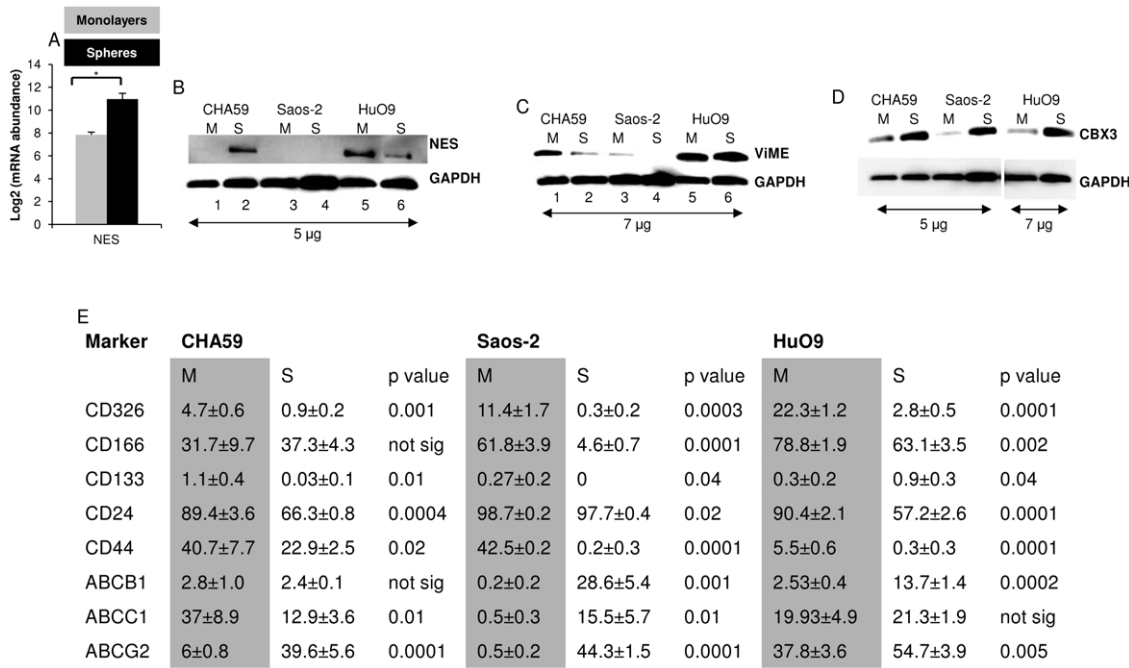 Monolayers
A
Spheres
14
12
10
8
6
4
2
0
*
Log2 (mRNA abundance)
NES
B
CHA59 Saos-2 HuO9
M S M S M S
NES
GAPDH
1 2 3 4 5 6
5 µg
C
CHA59 Saos-2 HuO9
M S M S M S
ViME
GAPDH
1 2 3 4 5 6
7 µg
D
CHA59 Saos-2 HuO9
M S M S M S
CBX3
GAPDH
5 µg 7 µg
E
Marker CHA59 Saos-2 HuO9
M S p value M S p value M S p value
CD326 4.7±0.6 0.9±0.2 0.001 11.4±1.7 0.3±0.2 0.0003 22.3±1.2 2.8±0.5 0.0001
CD166 31.7±9.7 37.3±4.3 not sig 61.8±3.9 4.6±0.7 0.0001 78.8±1.9 63.1±3.5 0.002
CD133 1.1±0.4 0.03±0.1 0.01 0.27±0.2 0 0.04 0.3±0.2 0.9±0.3 0.04
CD24 89.4±3.6 66.3±0.8 0.0004 98.7±0.2 97.7±0.4 0.02 90.4±2.1 57.2±2.6 0.0001
CD44 40.7±7.7 22.9±2.5 0.02 42.5±0.2 0.2±0.3 0.0001 5.5±0.6 0.3±0.3 0.0001
ABCB1 2.8±1.0 2.4±0.1 not sig 0.2±0.2 28.6±5.4 0.001 2.53±0.4 13.7±1.4 0.0002
ABCC1 37±8.9 12.9±3.6 0.01 0.5±0.3 15.5±5.7 0.01 19.93±4.9 21.3±1.9 not sig
ABCG2 6±0.8 39.6±5.6 0.0001 0.5±0.2 44.3±1.5 0.0001 37.8±3.6 54.7±3.9 0.005